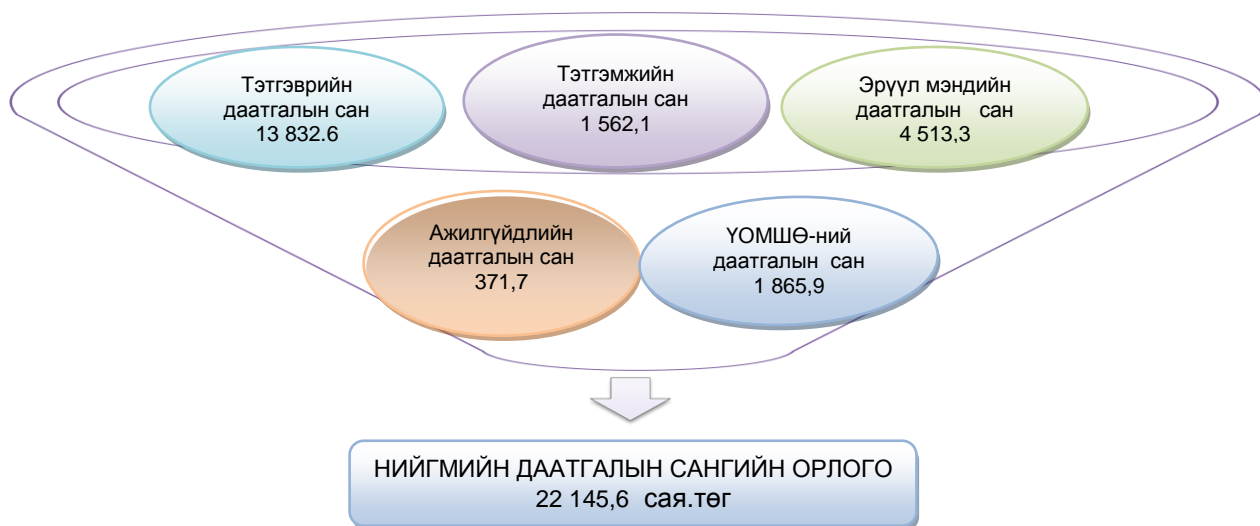 Тэтгэврийн
даатгалын сан
13 832.6
Тэтгэмжийн
даатгалын сан
1 562,1
Эрүүл мэндийн
даатгалын сан
4 513,3
Ажилгүйдлийн
даатгалын сан
371,7
ҮОМШӨ-ний
даатгалын сан
1 865,9
НИЙГМИЙН ДААТГАЛЫН САНГИЙН ОРЛОГО
22 145,6 сая.төг